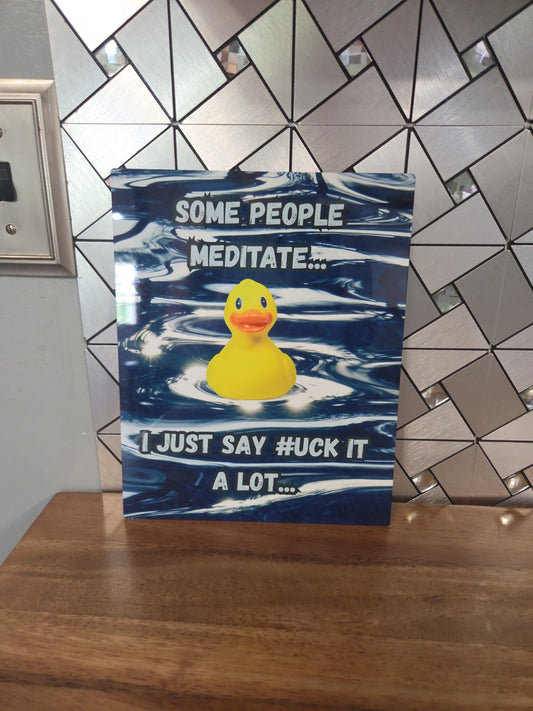 SOME PEOPLE
MEDITATE...
I JUST SAY #UCK IT
A LOT...